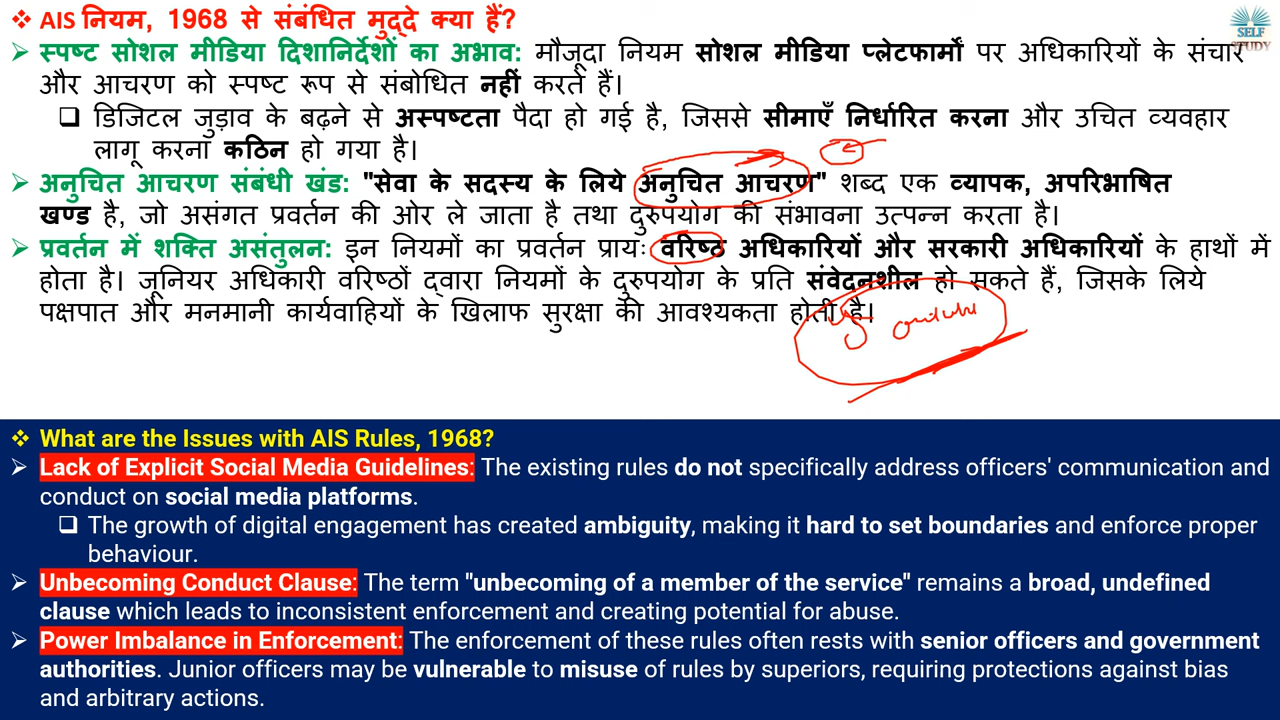 ❖ AIS नियम, 1968 से संबंधित मुद्दे क्या हैं?
SELF
STUDY
➢ स्पष्ट सोशल मीडिया दिशानिर्देशों का अभाव: मौजूदा नियम सोशल मीडिया प्लेटफार्मों पर अधिकारियों के संचार
और आचरण को स्पष्ट रूप से संबोधित नहीं करते हैं।
❑ डिजिटल जुड़ाव के बढ़ने से अस्पष्टता पैदा हो गई है, जिससे सीमाएँ निर्धारित करना और उचित व्यवहार
लागू करना कठिन हो गया है।
➢ अनुचित आचरण संबंधी खंड: "सेवा के सदस्य के लिये अनुचित आचरण" शब्द एक व्यापक, अपरिभाषित
खण्ड है, जो असंगत प्रवर्तन की ओर ले जाता है तथा दुरुपयोग की संभावना उत्पन्न करता है।
➢ प्रवर्तन में शक्ति असंतुलन: इन नियमों का प्रवर्तन प्रायः वरिष्ठ अधिकारियों और सरकारी अधिकारियों के हाथों में
होता है। जूनियर अधिकारी वरिष्ठों द्वारा नियमों के दुरुपयोग के प्रति संवेदनशील हो सकते हैं, जिसके लिये
पक्षपात और मनमानी कार्यवाहियों के खिलाफ सुरक्षा की आवश्यकता होती है।
❖ What are the Issues with AIS Rules, 1968?
➢ Lack of Explicit Social Media Guidelines: The existing rules do not specifically address officers' communication and
conduct on social media platforms.
❑ The growth of digital engagement has created ambiguity, making it hard to set boundaries and enforce proper
behaviour.
➢ Unbecoming Conduct Clause: The term "unbecoming of a member of the service" remains a broad, undefined
clause which leads to inconsistent enforcement and creating potential for abuse.
➢ Power Imbalance in Enforcement: The enforcement of these rules often rests with senior officers and government
authorities. Junior officers may be vulnerable to misuse of rules by superiors, requiring protections against bias
and arbitrary actions.